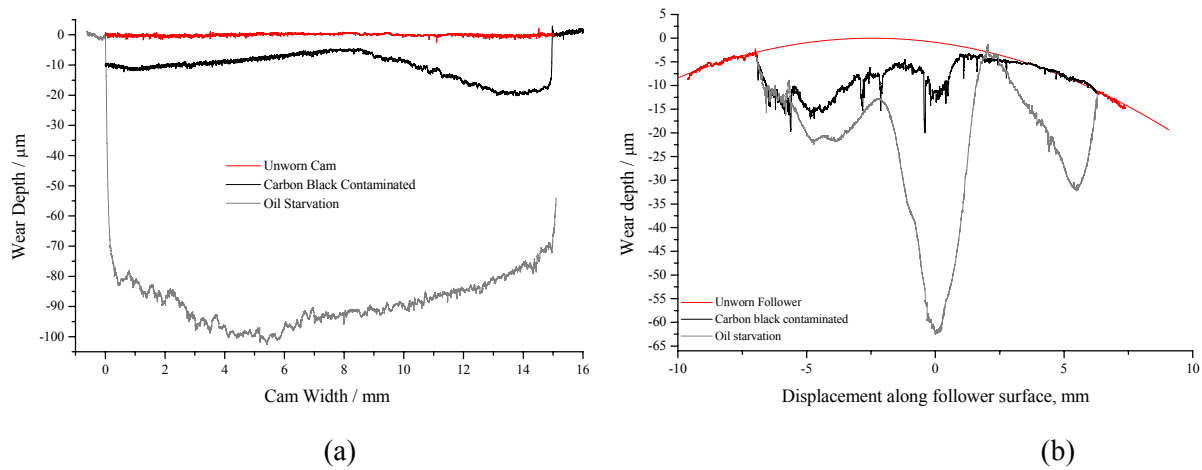 0
-10
-20
-30
-40
-50
-60
-70
-80
-90
-100
Wear Depth / μm
Unworn Cam
Carbon Black Contaminated
Oil Starvation
0 2 4 6 8 10 12 14 16
Cam Width / mm
(a)
5
0
-5
-10
-15
-20
-25
-30
-35
-40
-45
-50
-55
-60
-65
Wear depth / μm
Unworn Follower
Carbon black contaminated
Oil starvation
-10 -5 0 5 10
Displacement along follower surface, mm
(b)